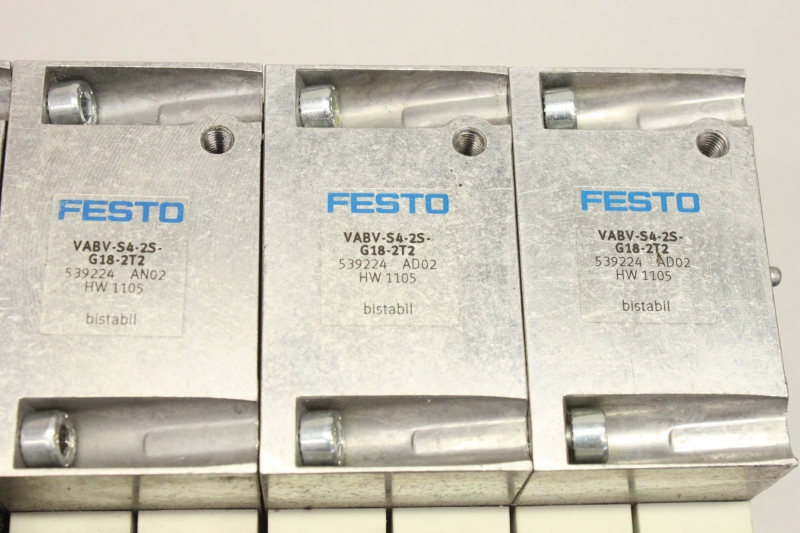 FESTO
VABV-S4-2S-
G18-2T2
539224 AN02
HW 1105
bistabil
FESTO
VABV-S4-2S-
G18-2T2
539224 AD02
HW 1105
bistabil
FESTO
VABV-S4-2S-
G18-2T2
539224 AD02
HW 1105
bistabil